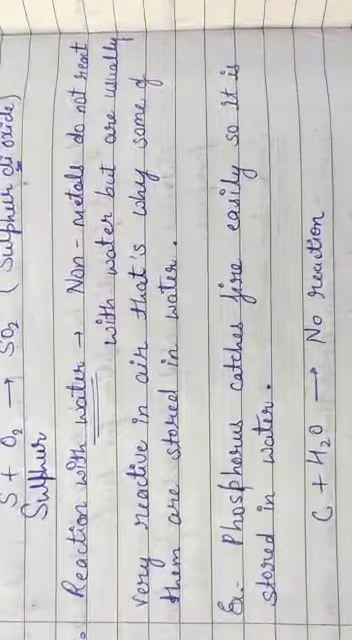 S + O₂ → SO₂ (Sulphur di oxide)
Sulphur
Reaction with water → Non-metals do not react
with water but are usually
very reactive in air that's why some of
them are stored in water.
Ex.- Phosphorus catches fire easily so it is
stored in water.
C + H₂O → No reaction